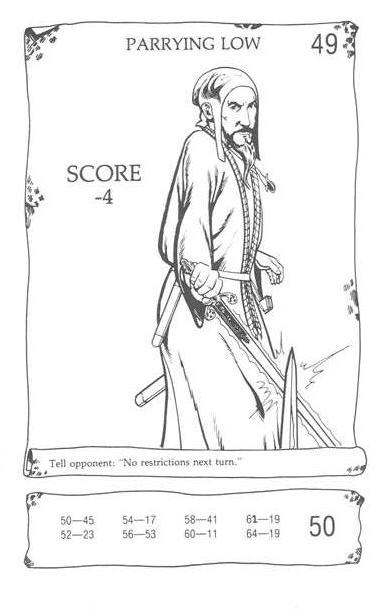 PARRYING LOW 49
SCORE
-4
Tell opponent: "No restrictions next turn."
50—45 54—17 58—41 61—19 50
52—23 56—53 60—11 64—19